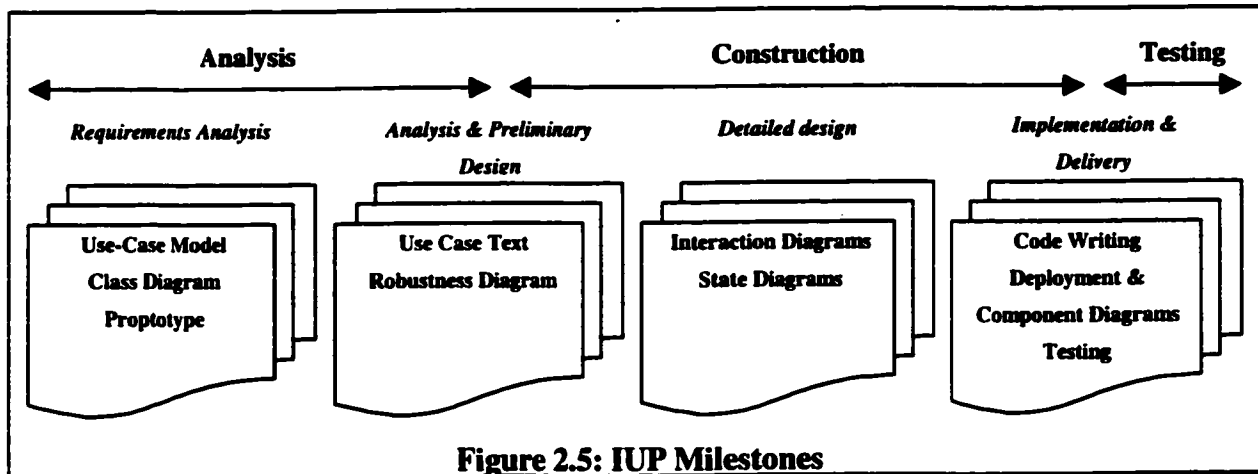 Analysis Construction Testing
Requirements Analysis
Analysis & Preliminary
Design
Detailed design
Implementation &
Delivery
Use-Case Model
Class Diagram
Proptotype
Use Case Text
Robustness Diagram
Interaction Diagrams
State Diagrams
Code Writing
Deployment &
Component Diagrams
Testing
Figure 2.5: IUP Milestones